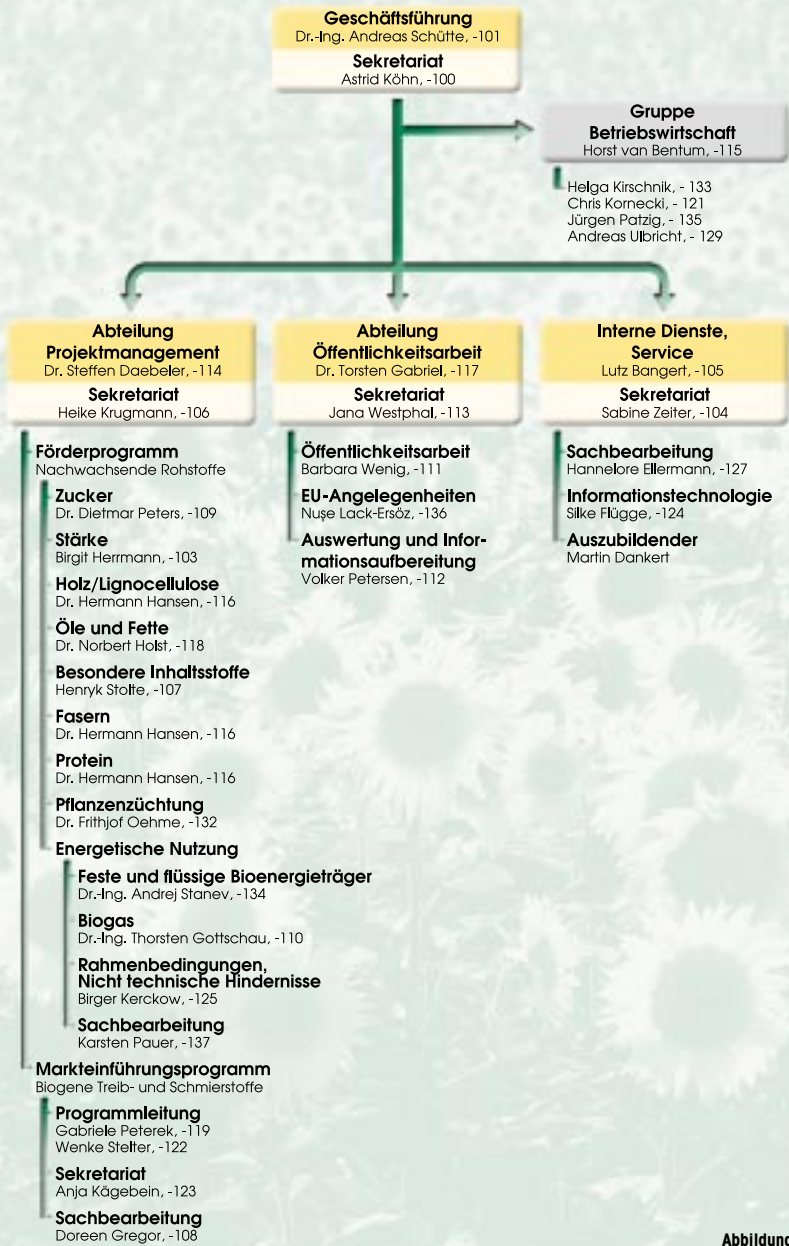 Geschäftsführung
Dr.-Ing. Andreas Schütte, -101
Sekretariat
Astrid Köhn, -100
Gruppe
Betriebswirtschaft
Horst van Bentum, -115
Helga Kirschnik, - 133
Chris Kornecki, - 121
Jürgen Patzig, - 135
Andreas Ulbricht, - 129
Abteilung
Projektmanagement
Dr. Steffen Daebeler, -114
Sekretariat
Heike Krugmann, -106
Förderprogramm
Nachwachsende Rohstoffe
Zucker
Dr. Dietmar Peters, -109
Stärke
Birgit Herrmann, -103
Holz/Lignocellulose
Dr. Hermann Hansen, -116
Öle und Fette
Dr. Norbert Holst, -118
Besondere Inhaltsstoffe
Henryk Stolte, -107
Fasern
Dr. Hermann Hansen, -116
Protein
Dr. Hermann Hansen, -116
Pflanzenzüchtung
Dr. Frithjof Oehme, -132
Energetische Nutzung
Feste und flüssige Bioenergieträger
Dr.-Ing. Andrej Stanev, -134
Biogas
Dr.-Ing. Thorsten Gottschau, -110
Rahmenbedingungen,
Nicht technische Hindernisse
Birger Kerckow, -125
Sachbearbeitung
Karsten Pauer, -137
Markteinführungsprogramm
Biogene Treib- und Schmierstoffe
Programmleitung
Gabriele Peterek, -119
Wenke Stelter, -122
Sekretariat
Anja Kägebein, -123
Sachbearbeitung
Doreen Gregor, -108
Abteilung
Öffentlichkeitsarbeit
Dr. Torsten Gabriel, -117
Sekretariat
Jana Westphal, -113
Öffentlichkeitsarbeit
Barbara Wenig, -111
EU-Angelegenheiten
Nuşe Lack-Ersöz, -136
Auswertung und Infor-
mationsaufbereitung
Volker Petersen, -112
Interne Dienste,
Service
Lutz Bangert, -105
Sekretariat
Sabine Zeiter, -104
Sachbearbeitung
Hannelore Ellermann, -127
Informationstechnologie
Silke Flügge, -124
Auszubildender
Martin Dankert
Abbildung